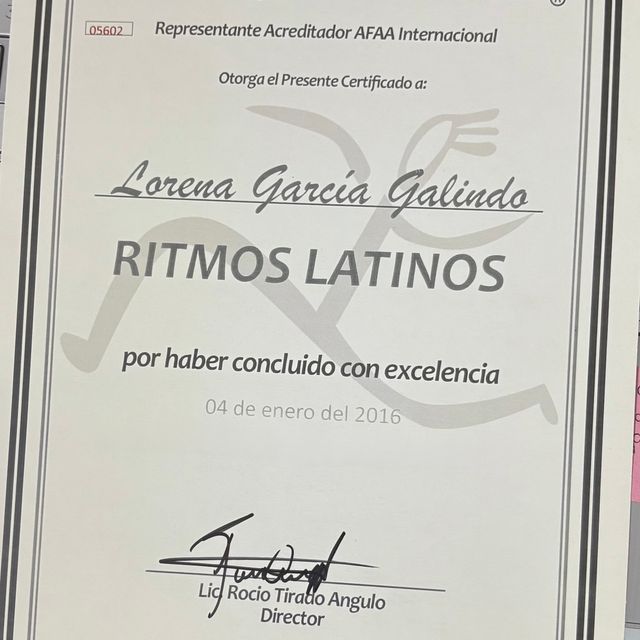 05602
Representante Acreditador AFAA Internacional
Otorga el Presente Certificado a:
Lorena García Galindo
RITMOS LATINOS
por haber concluido con excelencia
04 de enero del 2016
Lic Rocio Tirado Angulo
Director